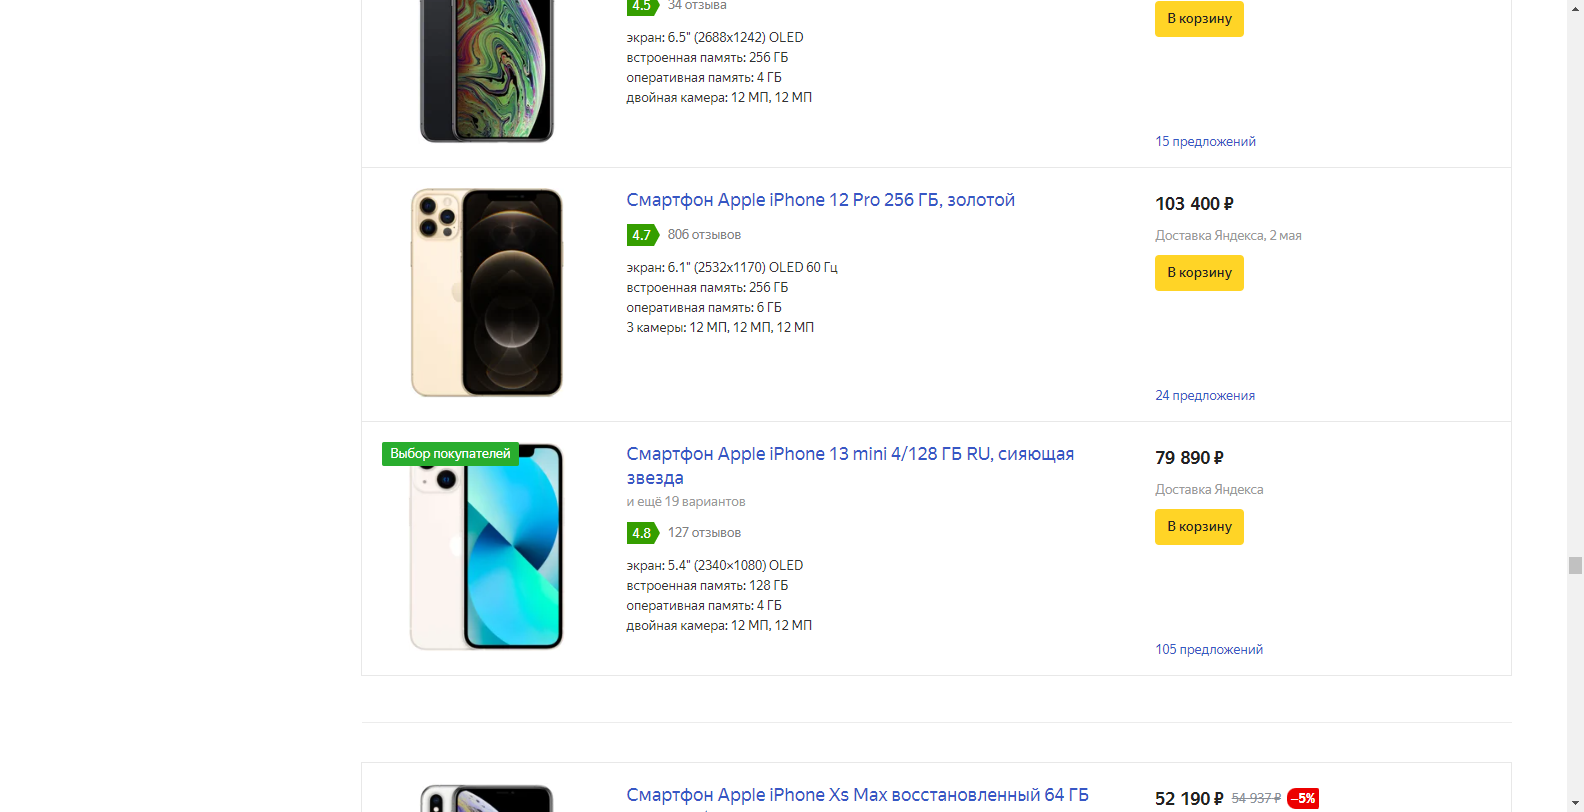 4.5 34 отзыва
В корзину
экран: 6.5" (2688x1242) OLED
встроенная память: 256 ГБ
оперативная память: 4 ГБ
двойная камера: 12 МП, 12 МП
15 предложений
Смартфон Apple iPhone 12 Pro 256 ГБ, золотой
103 400 ₽
4.7 806 отзывов
Доставка Яндекса, 2 мая
В корзину
экран: 6.1" (2532x1170) OLED 60 Гц
встроенная память: 256 ГБ
оперативная память: 6 ГБ
3 камеры: 12 МП, 12 МП, 12 МП
24 предложения
Выбор покупателей
Смартфон Apple iPhone 13 mini 4/128 ГБ RU, сияющая
звезда
79 890 ₽
и ещё 19 вариантов
Доставка Яндекса
4.8 127 отзывов
В корзину
экран: 5.4" (2340×1080) OLED
встроенная память: 128 ГБ
оперативная память: 4 ГБ
двойная камера: 12 МП, 12 МП
105 предложений
Смартфон Apple iPhone Xs Max восстановленный 64 ГБ
52 190 ₽ 54 937 ₽ –5%